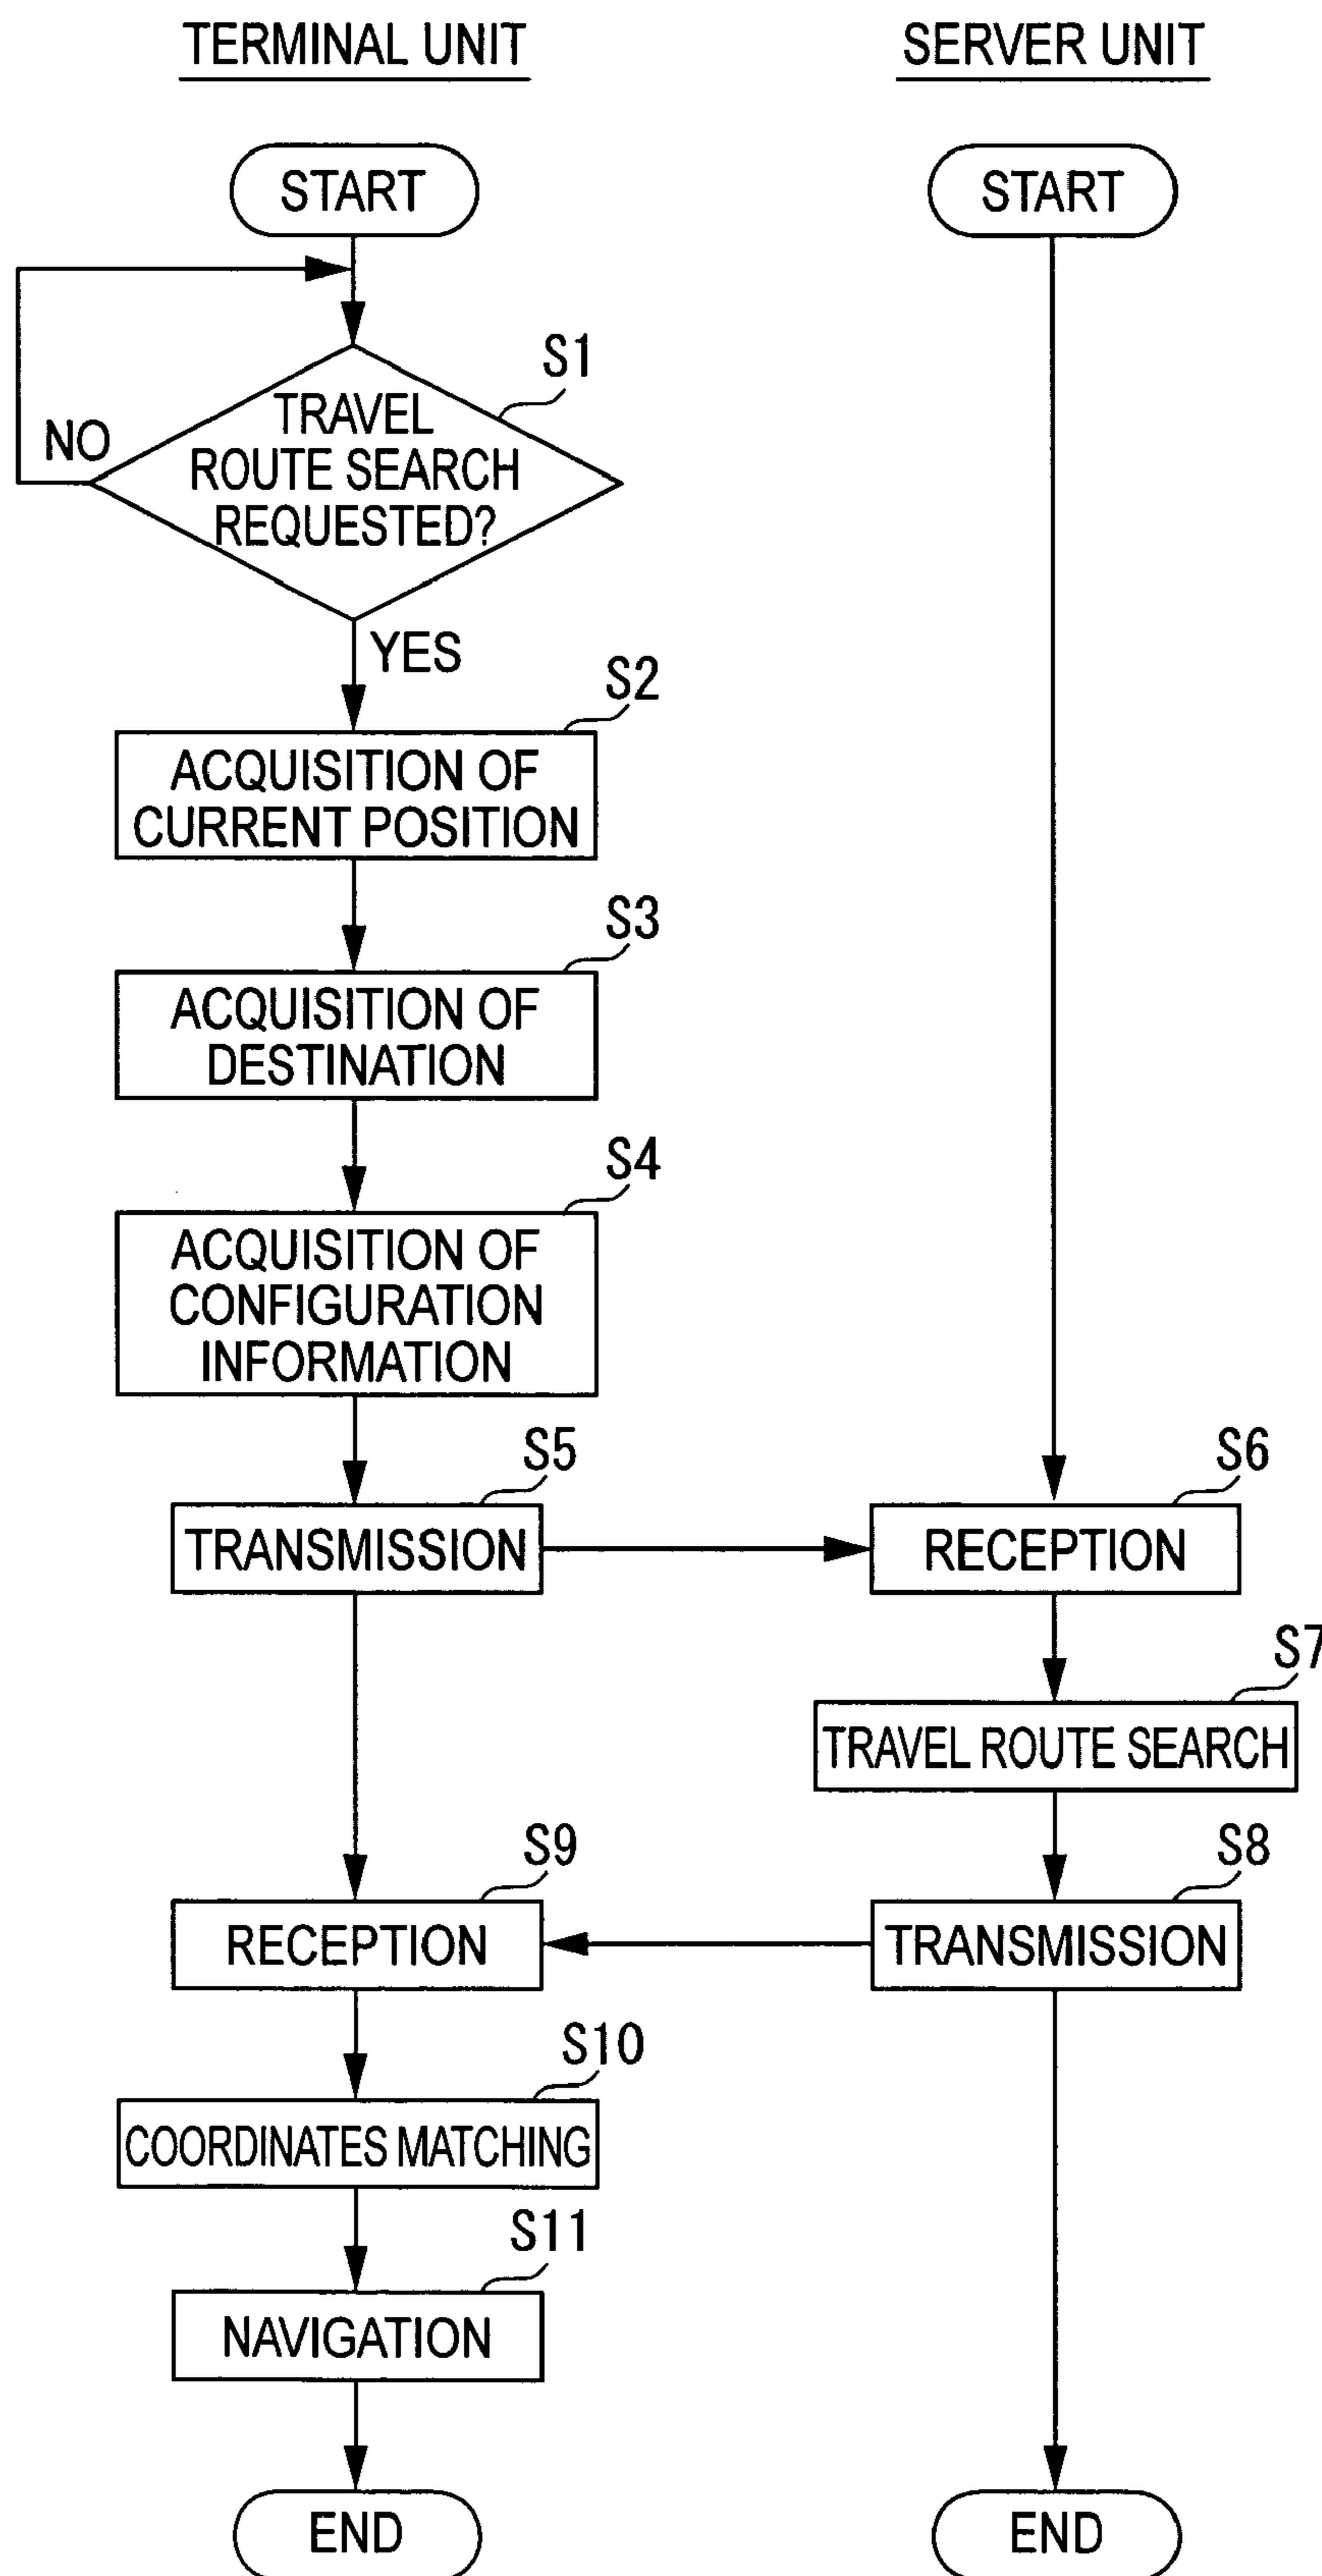 TERMINAL UNIT
SERVER UNIT
START
START
S1
TRAVEL
ROUTE SEARCH
REQUESTED?
NO
YES
S2
ACQUISITION OF
CURRENT POSITION
S3
ACQUISITION OF
DESTINATION
S4
ACQUISITION OF
CONFIGURATION
INFORMATION
S5
TRANSMISSION
S6
RECEPTION
S7
TRAVEL ROUTE SEARCH
S8
TRANSMISSION
S9
RECEPTION
S10
COORDINATES MATCHING
S11
NAVIGATION
END
END